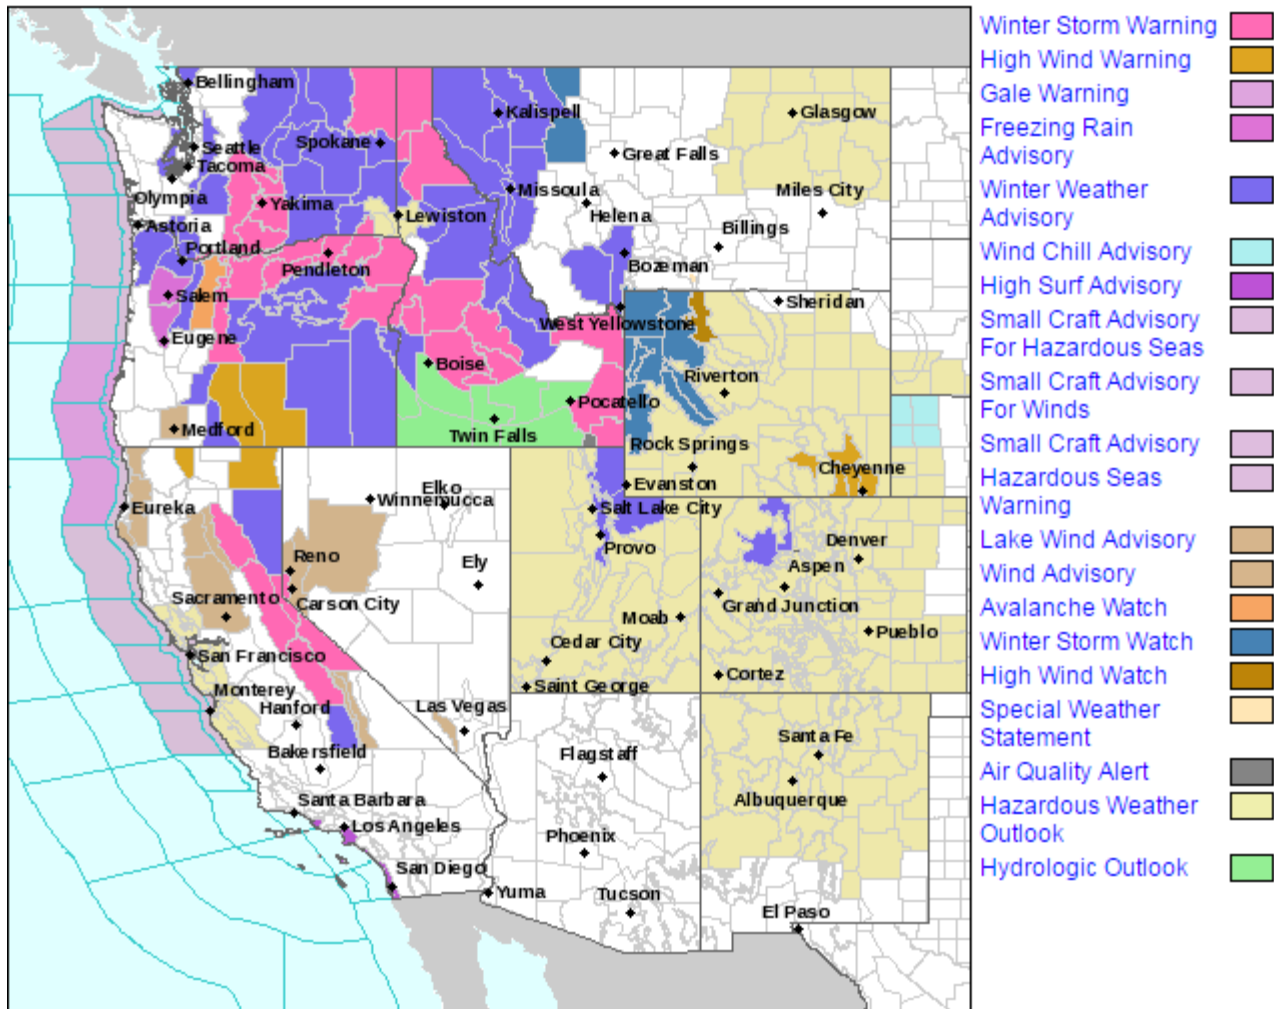 Bellingham
Seattle
Tacoma
Olympia
Astoria
Portland
Salem
Eugene
Medford
Spokane
Yakima
Pendleton
Lewiston
Kalispell
Missoula
Great Falls
Helena
Glasgow
Miles City
Billings
Bozeman
West Yellowstone
Sheridan
Boise
Pocatello
Twin Falls
Riverton
Rock Springs
Cheyenne
Evanston
Eureka
Elko
Winnemucca
Salt Lake City
Provo
Reno
Ely
Carson City
Sacramento
Denver
Aspen
Grand Junction
Moab
Pueblo
San Francisco
Cedar City
Cortez
Saint George
Monterey
Hanford
Las Vegas
Bakersfield
Flagstaff
Santa Fe
Albuquerque
Santa Barbara
Los Angeles
Phoenix
San Diego
Yuma
Tucson
El Paso
Winter Storm Warning
High Wind Warning
Gale Warning
Freezing Rain
Advisory
Winter Weather
Advisory
Wind Chill Advisory
High Surf Advisory
Small Craft Advisory
For Hazardous Seas
Small Craft Advisory
For Winds
Small Craft Advisory
Hazardous Seas
Warning
Lake Wind Advisory
Wind Advisory
Avalanche Watch
Winter Storm Watch
High Wind Watch
Special Weather
Statement
Air Quality Alert
Hazardous Weather
Outlook
Hydrologic Outlook